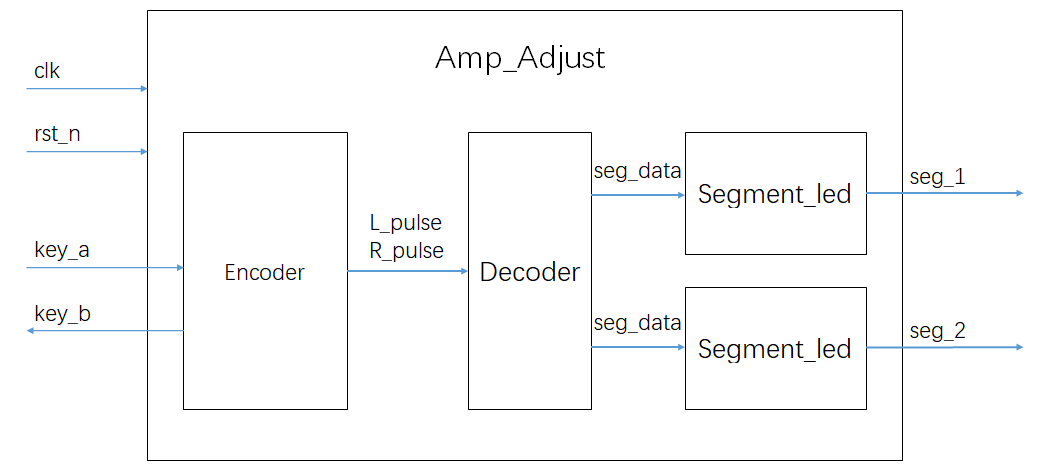 Amp_Adjust
clk
rst_n
key_a
key_b
Encoder
L_pulse
R_pulse
Decoder
seg_data
Segment_led
seg_1
seg_data
Segment_led
seg_2